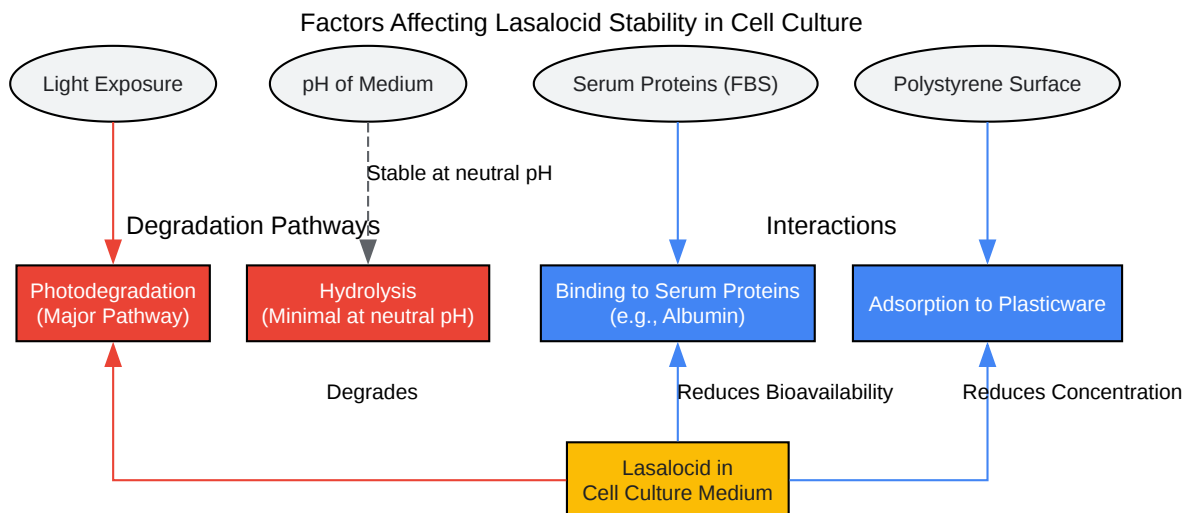 Factors Affecting Lasalocid Stability in Cell Culture
Light Exposure
pH of Medium
Serum Proteins (FBS)
Polystyrene Surface
Stable at neutral pH
Degradation Pathways
Interactions
Photodegradation
(Major Pathway)
Hydrolysis
(Minimal at neutral pH)
Binding to Serum Proteins
(e.g., Albumin)
Adsorption to Plasticware
Degrades
Reduces Bioavailability
Reduces Concentration
Lasalocid in
Cell Culture Medium